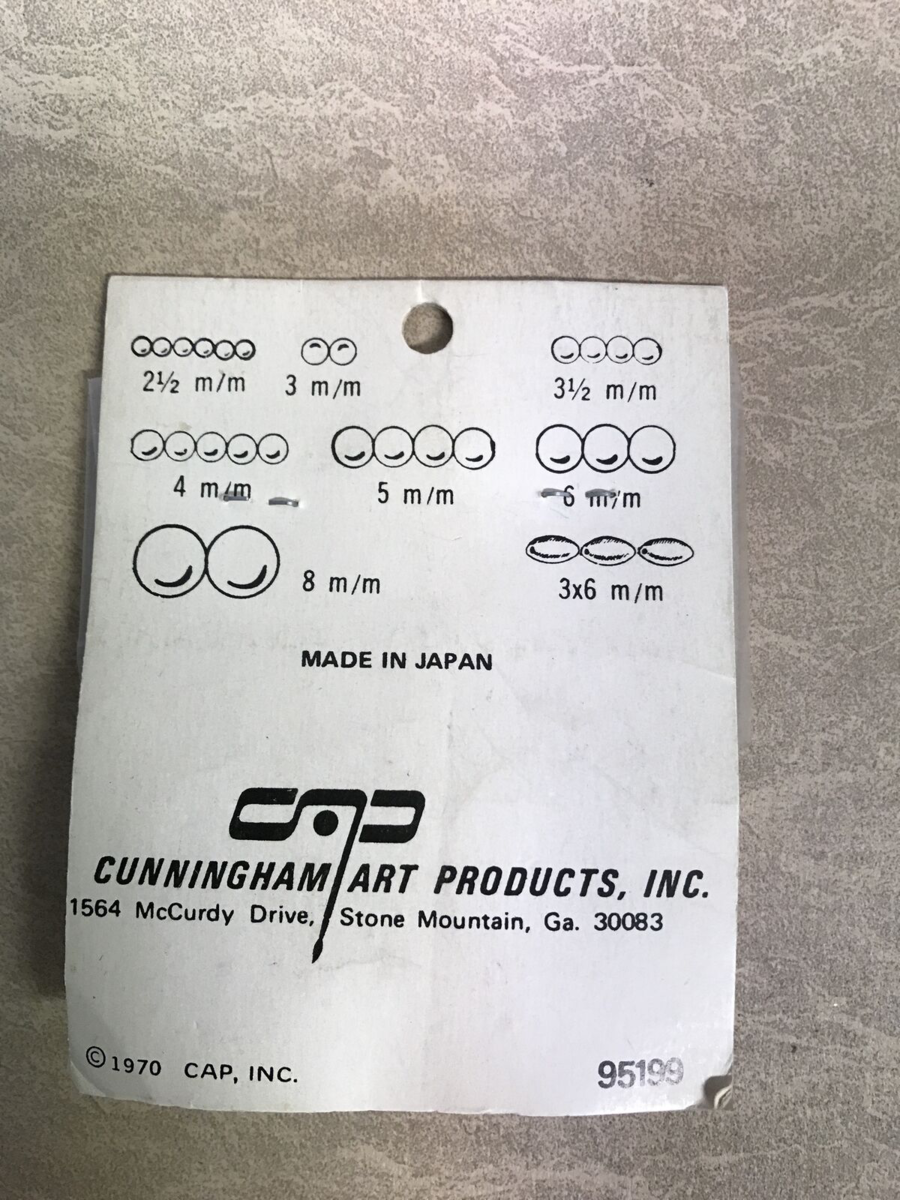 2½ m/m 3 m/m 3½ m/m
4 m/m 5 m/m 6 m/m
8 m/m 3x6 m/m
MADE IN JAPAN
cap
CUNNINGHAM ART PRODUCTS, INC.
1564 McCurdy Drive, Stone Mountain, Ga. 30083
©1970 CAP, INC. 95199